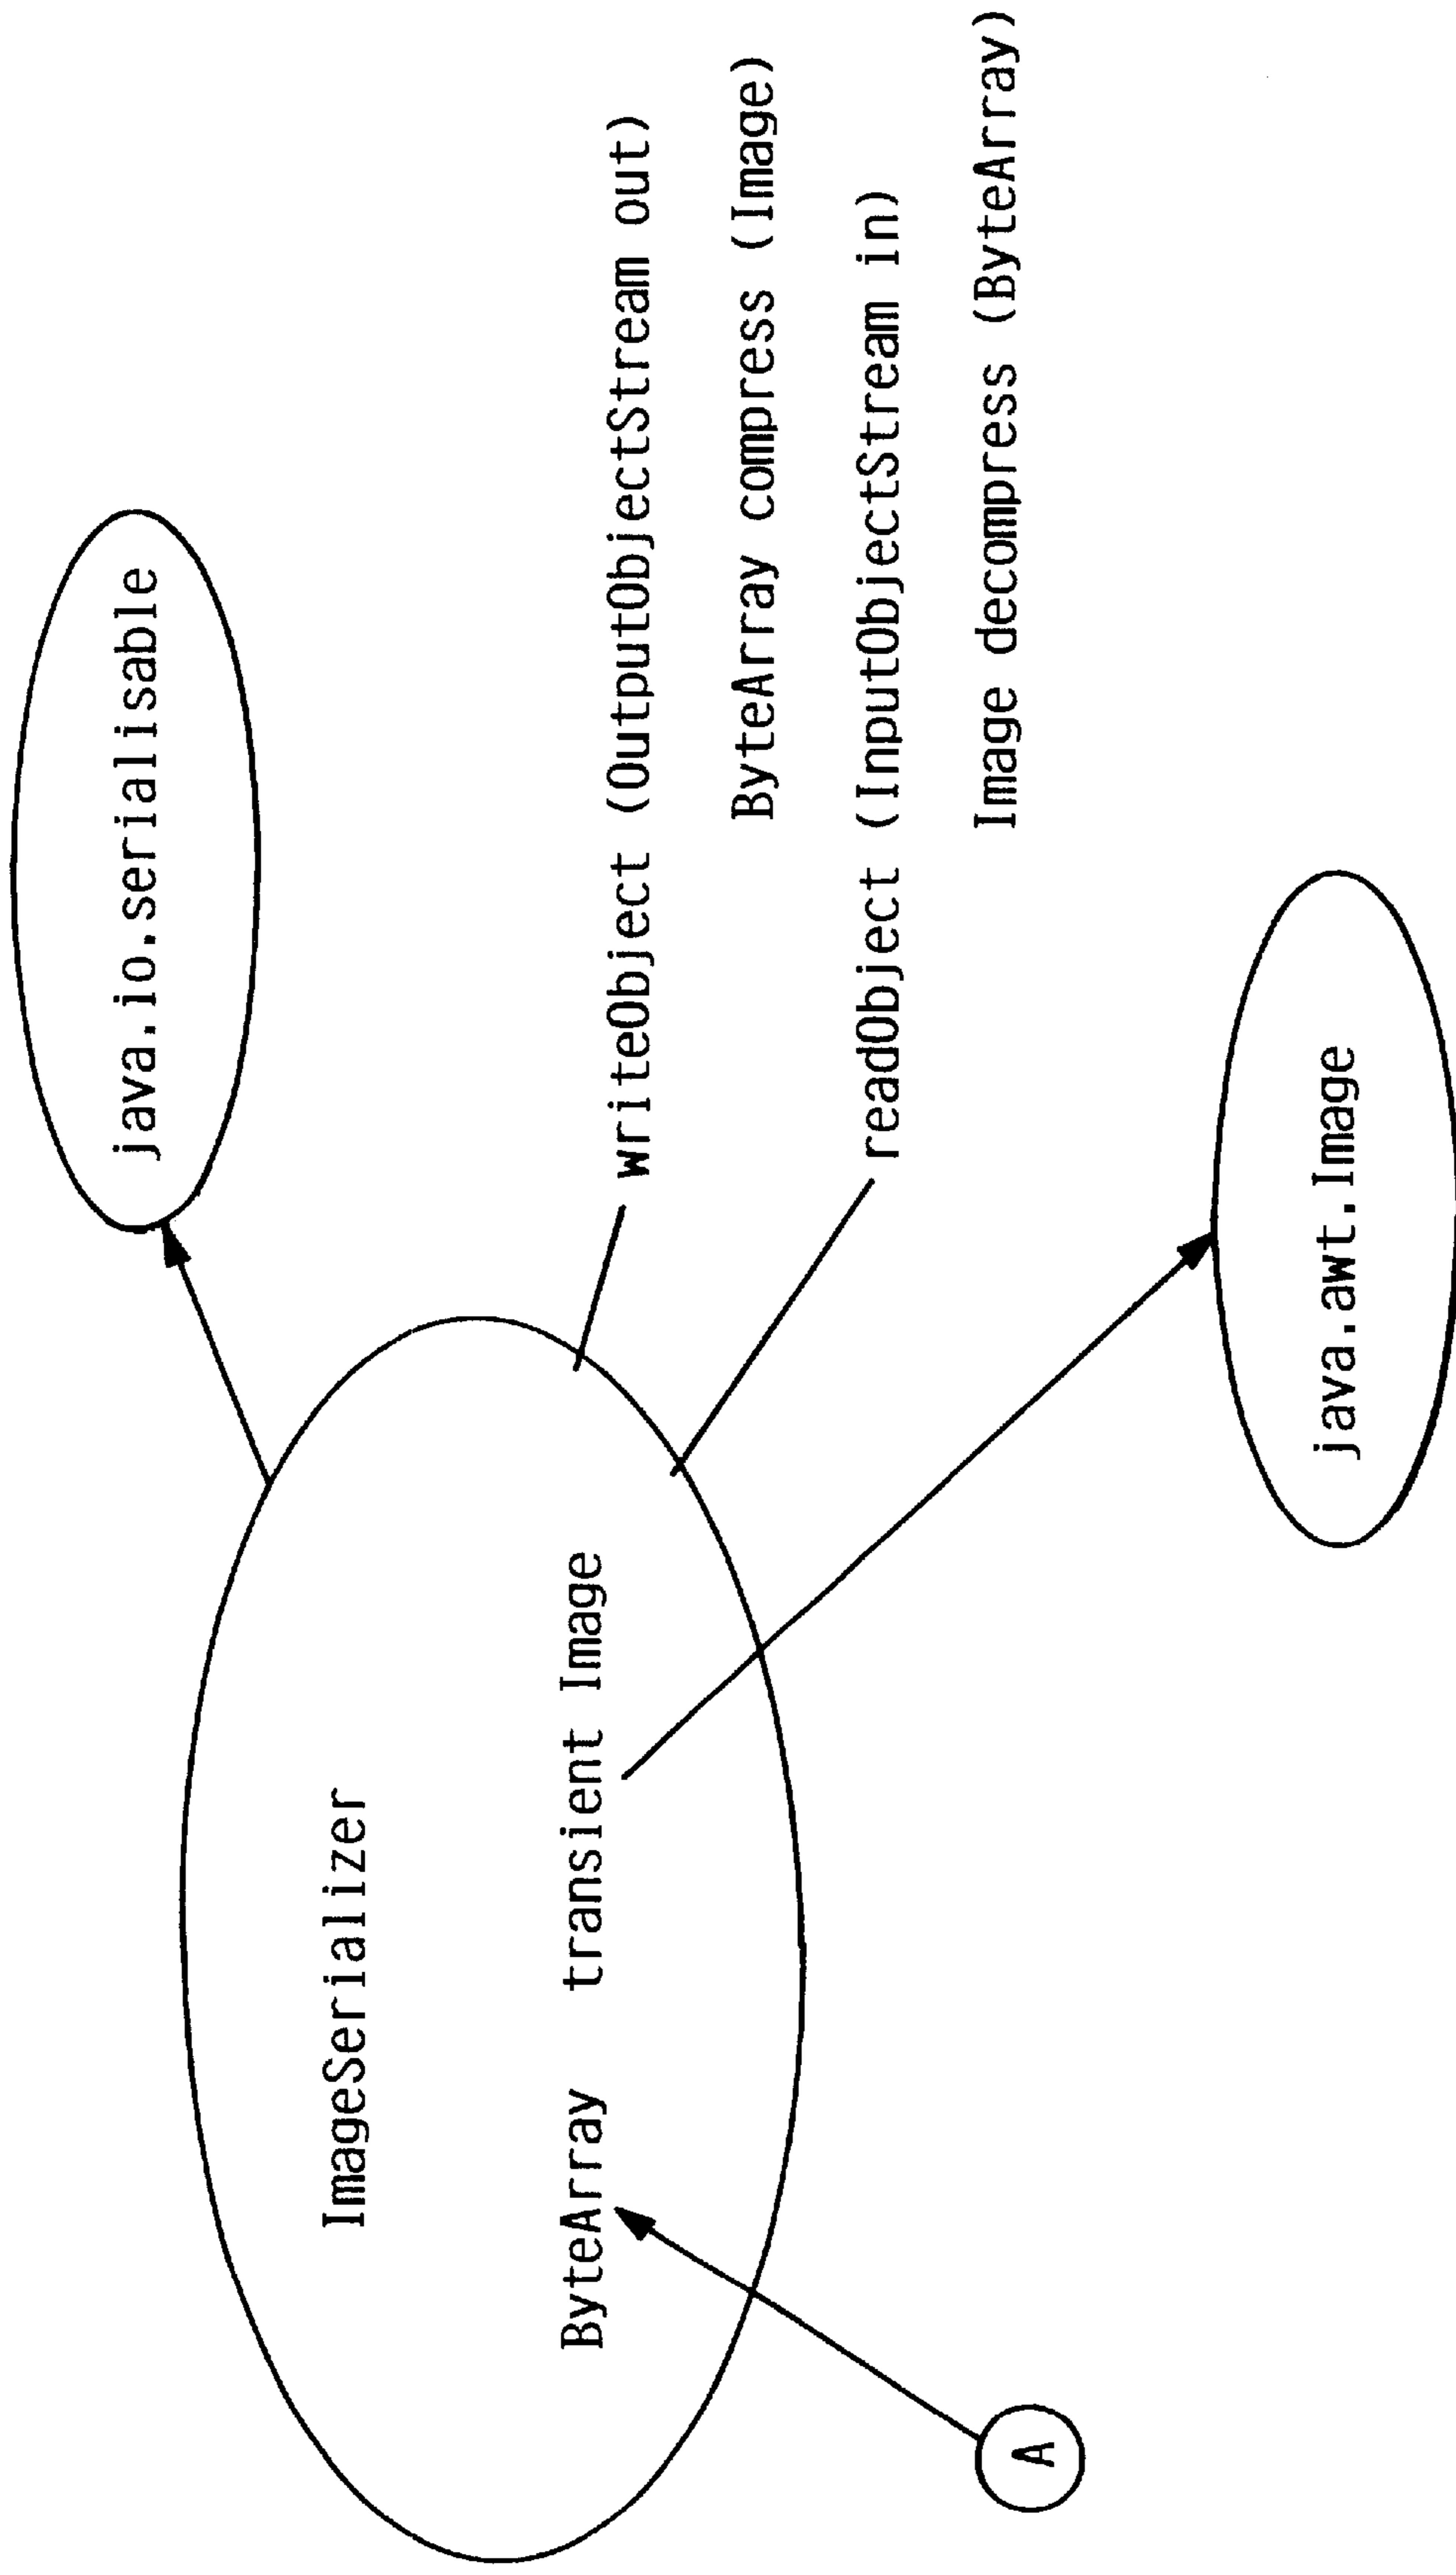 java.io.serialisable
ImageSerializer
ByteArray transient Image
writeObject (OutputObjectStream out)
ByteArray compress (Image)
readObject (InputObjectStream in)
Image decompress (ByteArray)
A
java.awt.Image